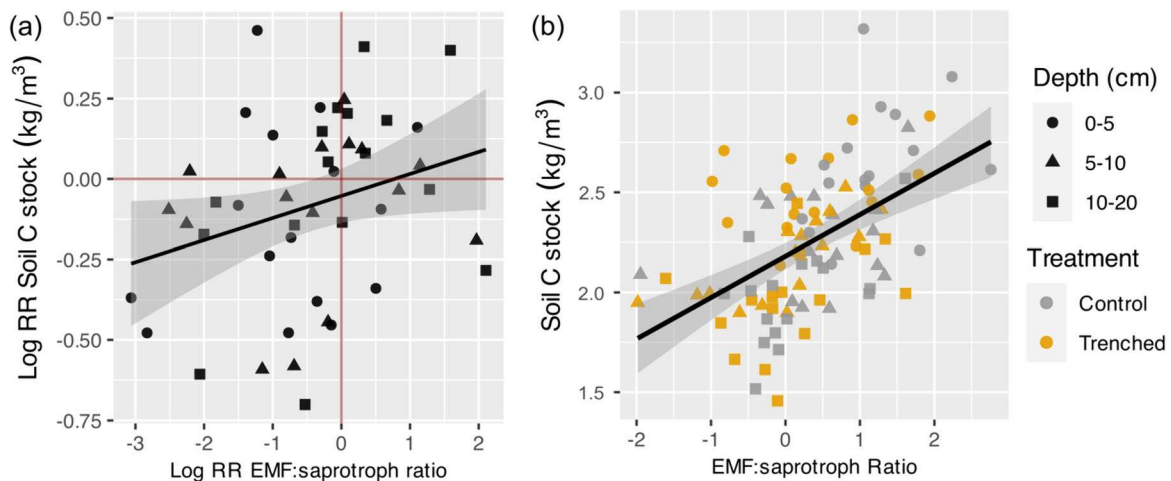 (a)
Log RR Soil C stock (kg/m³)
0.50
0.25
0.00
-0.25
-0.50
-0.75
-3 -2 -1 0 1 2
Log RR EMF:saprotroph ratio
(b)
Soil C stock (kg/m³)
3.0
2.5
2.0
1.5
-2 -1 0 1 2
EMF:saprotroph Ratio
Depth (cm)
0-5
5-10
10-20
Treatment
Control
Trenched